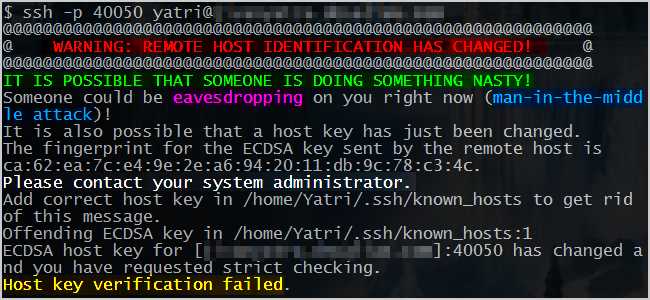 $ ssh -p 40050 yatri@
@@@@@@@@@@@@@@@@@@@@@@@@@@@@@@@@@@@@@@@@@@@@@@@@@@@@@@@@@@@
@    WARNING: REMOTE HOST IDENTIFICATION HAS CHANGED!     @
@@@@@@@@@@@@@@@@@@@@@@@@@@@@@@@@@@@@@@@@@@@@@@@@@@@@@@@@@@@
IT IS POSSIBLE THAT SOMEONE IS DOING SOMETHING NASTY!
Someone could be eavesdropping on you right now (man-in-the-midd
le attack)!
It is also possible that a host key has just been changed.
The fingerprint for the ECDSA key sent by the remote host is
ca:62:ea:7c:e4:9e:2e:a6:94:20:11:db:9c:78:c3:4c.
Please contact your system administrator.
Add correct host key in /home/Yatri/.ssh/known_hosts to get rid
of this message.
Offending ECDSA key in /home/Yatri/.ssh/known_hosts:1
ECDSA host key for [ ]:40050 has changed a
nd you have requested strict checking.
Host key verification failed.